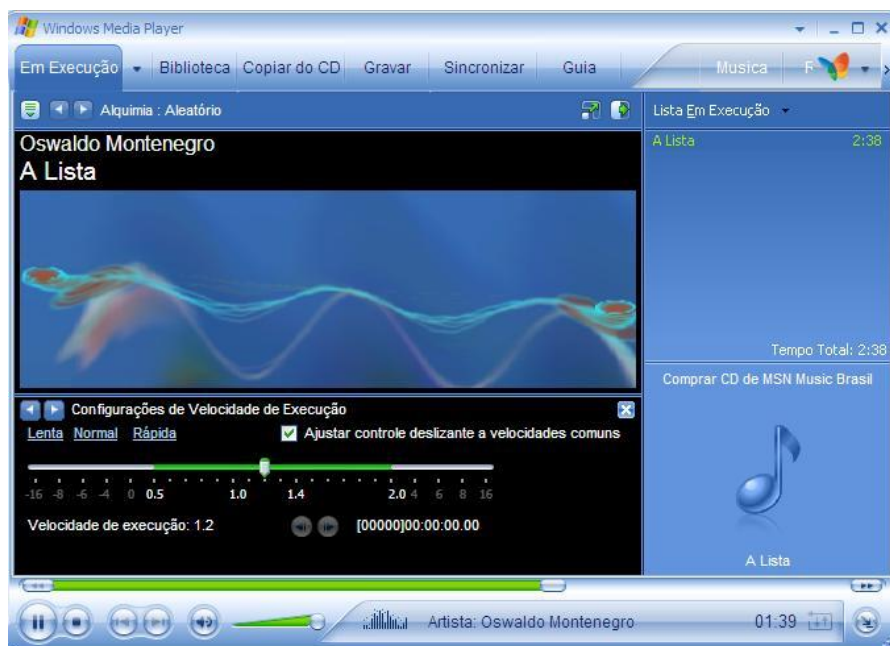 Windows Media Player
Em Execução Biblioteca Copiar do CD Gravar Sincronizar Guia Musica
Alquimia : Aleatório
Lista Em Execução
Oswaldo Montenegro
A Lista
A Lista 2:38
Tempo Total: 2:38
Comprar CD de MSN Music Brasil
A Lista
Configurações de Velocidade de Execução
Lenta Normal Rápida Ajustar controle deslizante a velocidades comuns
-16 -8 -6 -4 0 0.5 1.0 1.4 2.0 4 6 8 16
Velocidade de execução: 1.2 [00000]00:00:00.00
Artista: Oswaldo Montenegro 01:39